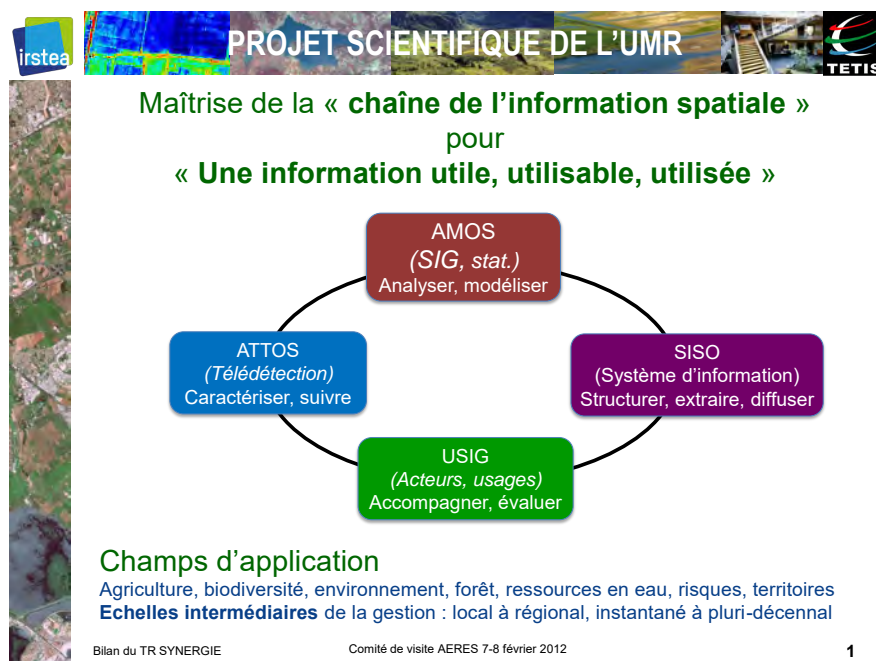 irstea
PROJET SCIENTIFIQUE DE L’UMR
TETIS
Maîtrise de la « chaîne de l’information spatiale »
pour
« Une information utile, utilisable, utilisée »
AMOS
(SIG, stat.)
Analyser, modéliser
ATTOS
(Télédétection)
Caractériser, suivre
SISO
(Système d’information)
Structurer, extraire, diffuser
USIG
(Acteurs, usages)
Accompagner, évaluer
Champs d’application
Agriculture, biodiversité, environnement, forêt, ressources en eau, risques, territoires
Echelles intermédiaires de la gestion : local à régional, instantané à pluri-décennal
Bilan du TR SYNERGIE
Comité de visite AERES 7-8 février 2012
1